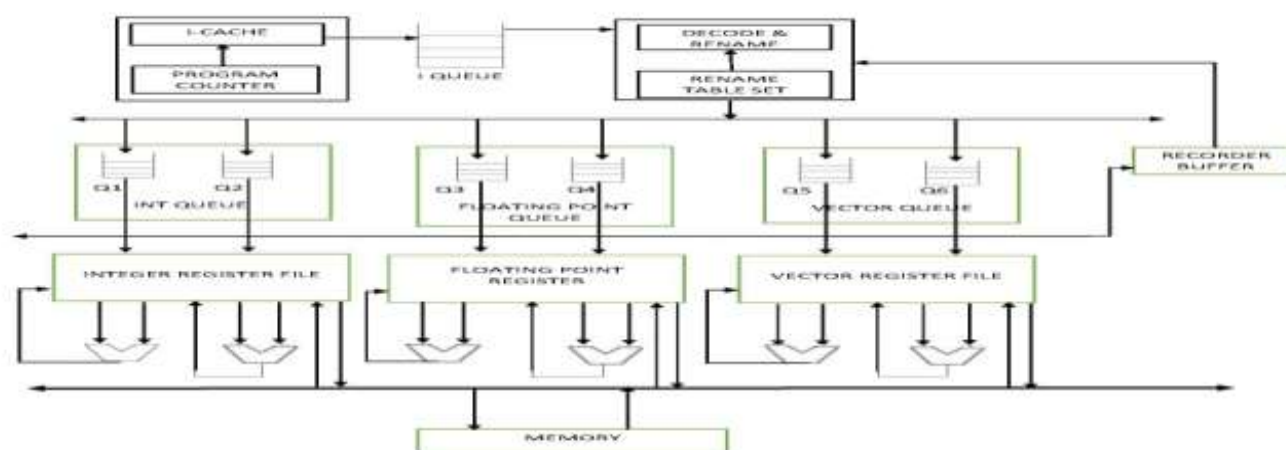 I-CACHE
PROGRAM
COUNTER
I QUEUE
DECODE &
RENAME
RENAME
TABLE SET
RECORDER
BUFFER
Q1
Q2
INT QUEUE
Q3
Q4
FLOATING POINT
QUEUE
Q5
Q6
VECTOR QUEUE
INTEGER REGISTER FILE
FLOATING POINT
REGISTER
VECTOR REGISTER FILE
MEMORY